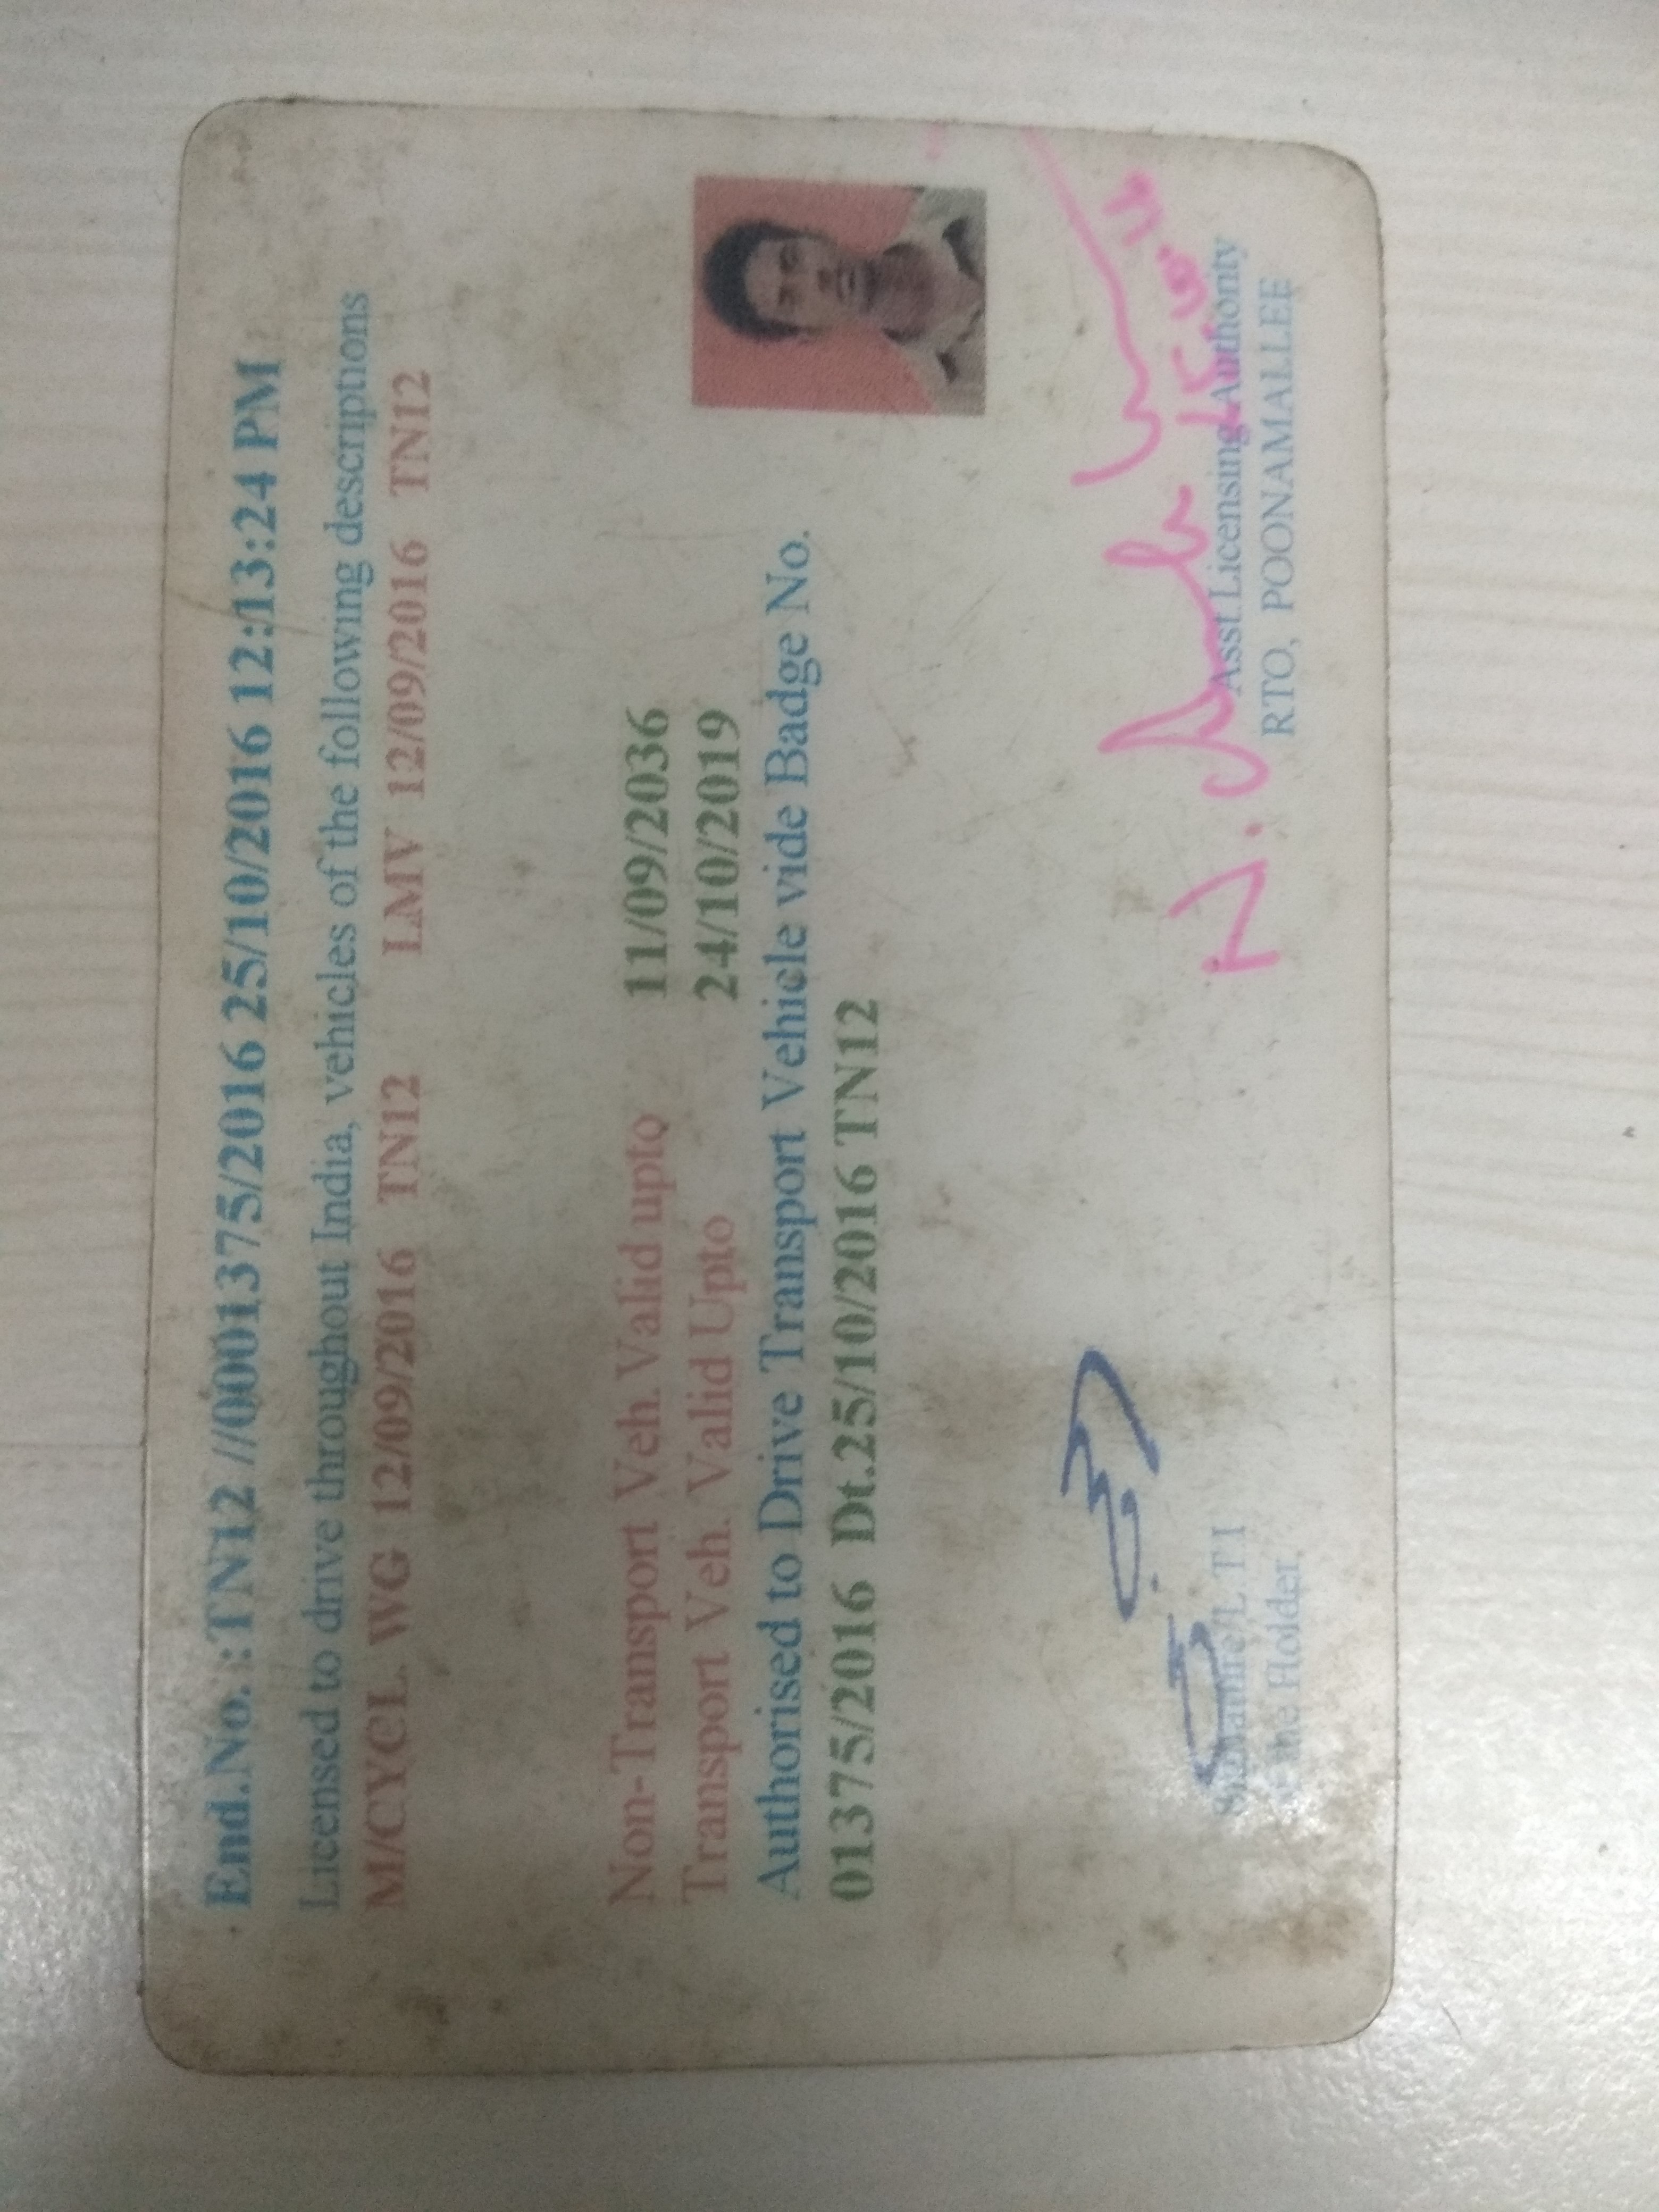 End.No. :TN12 //0001375/2016 25/10/2016 12:13:24 PM
Licensed to drive throughout India, vehicles of the following descriptions
M/CYCL. WG 12/09/2016 TN12 LMV 12/09/2016 TN12
Non-Transport Veh.Valid upto 11/09/2036
Transport Veh. Valid Upto 24/10/2019
Authorised to Drive Transport Vehicle vide Badge No.
01375/2016 Dt.25/10/2016 TN12
Signature/L T I
of the Holder.
Asst.Licensing Authority
RTO, POONAMALLEE